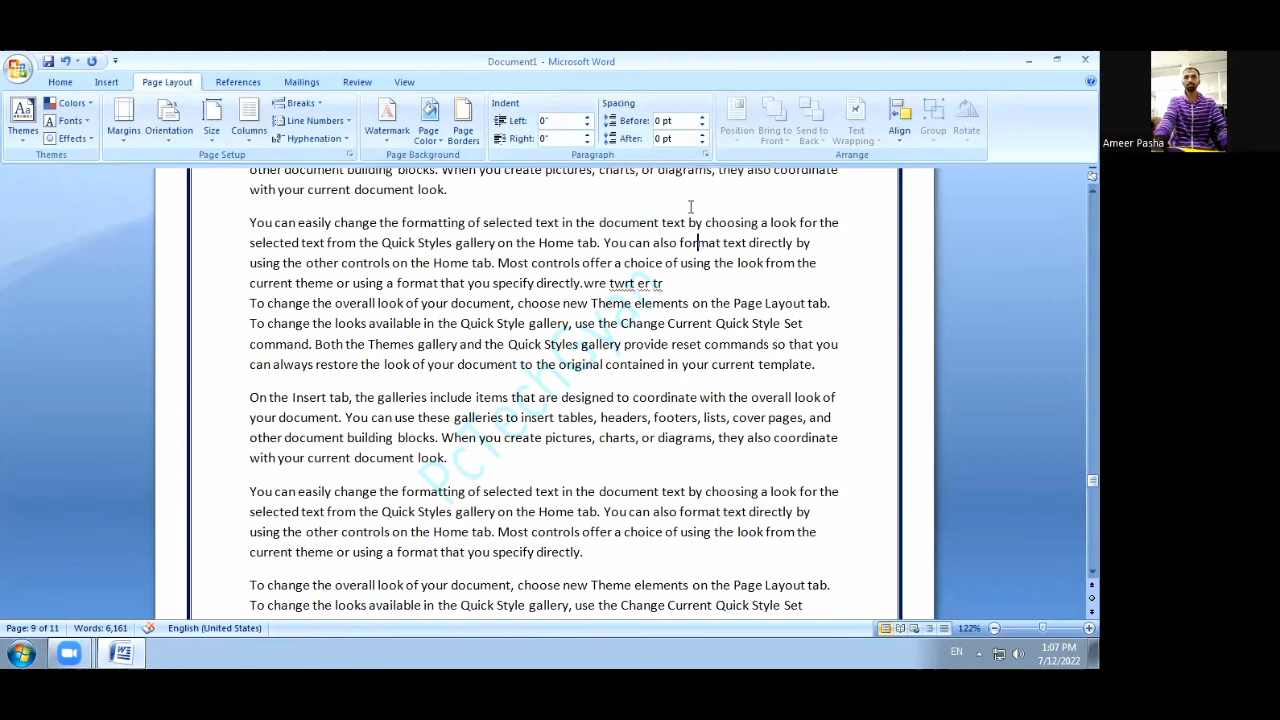 Document1 - Microsoft Word
Home Insert Page Layout References Mailings Review View
Themes
Colors
Fonts
Effects
Themes
Margins Orientation Size Columns
Breaks
Line Numbers
Hyphenation
Page Setup
Watermark Page Color Page Borders
Page Background
Indent
Left: 0"
Right: 0"
Spacing
Before: 0 pt
After: 0 pt
Paragraph
Position Bring to Front Send to Back Text Wrapping Align Group Rotate
Arrange
Ameer Pasha
other document building blocks. When you create pictures, charts, or diagrams, they also coordinate
with your current document look.
You can easily change the formatting of selected text in the document text by choosing a look for the
selected text from the Quick Styles gallery on the Home tab. You can also format text directly by
using the other controls on the Home tab. Most controls offer a choice of using the look from the
current theme or using a format that you specify directly.wre twrt er tr
To change the overall look of your document, choose new Theme elements on the Page Layout tab.
To change the looks available in the Quick Style gallery, use the Change Current Quick Style Set
command. Both the Themes gallery and the Quick Styles gallery provide reset commands so that you
can always restore the look of your document to the original contained in your current template.
On the Insert tab, the galleries include items that are designed to coordinate with the overall look of
your document. You can use these galleries to insert tables, headers, footers, lists, cover pages, and
other document building blocks. When you create pictures, charts, or diagrams, they also coordinate
with your current document look.
You can easily change the formatting of selected text in the document text by choosing a look for the
selected text from the Quick Styles gallery on the Home tab. You can also format text directly by
using the other controls on the Home tab. Most controls offer a choice of using the look from the
current theme or using a format that you specify directly.
To change the overall look of your document, choose new Theme elements on the Page Layout tab.
To change the looks available in the Quick Style gallery, use the Change Current Quick Style Set
PcTechGyan
Page: 9 of 11 Words: 6,161 English (United States) 122%
EN 1:07 PM
7/12/2022